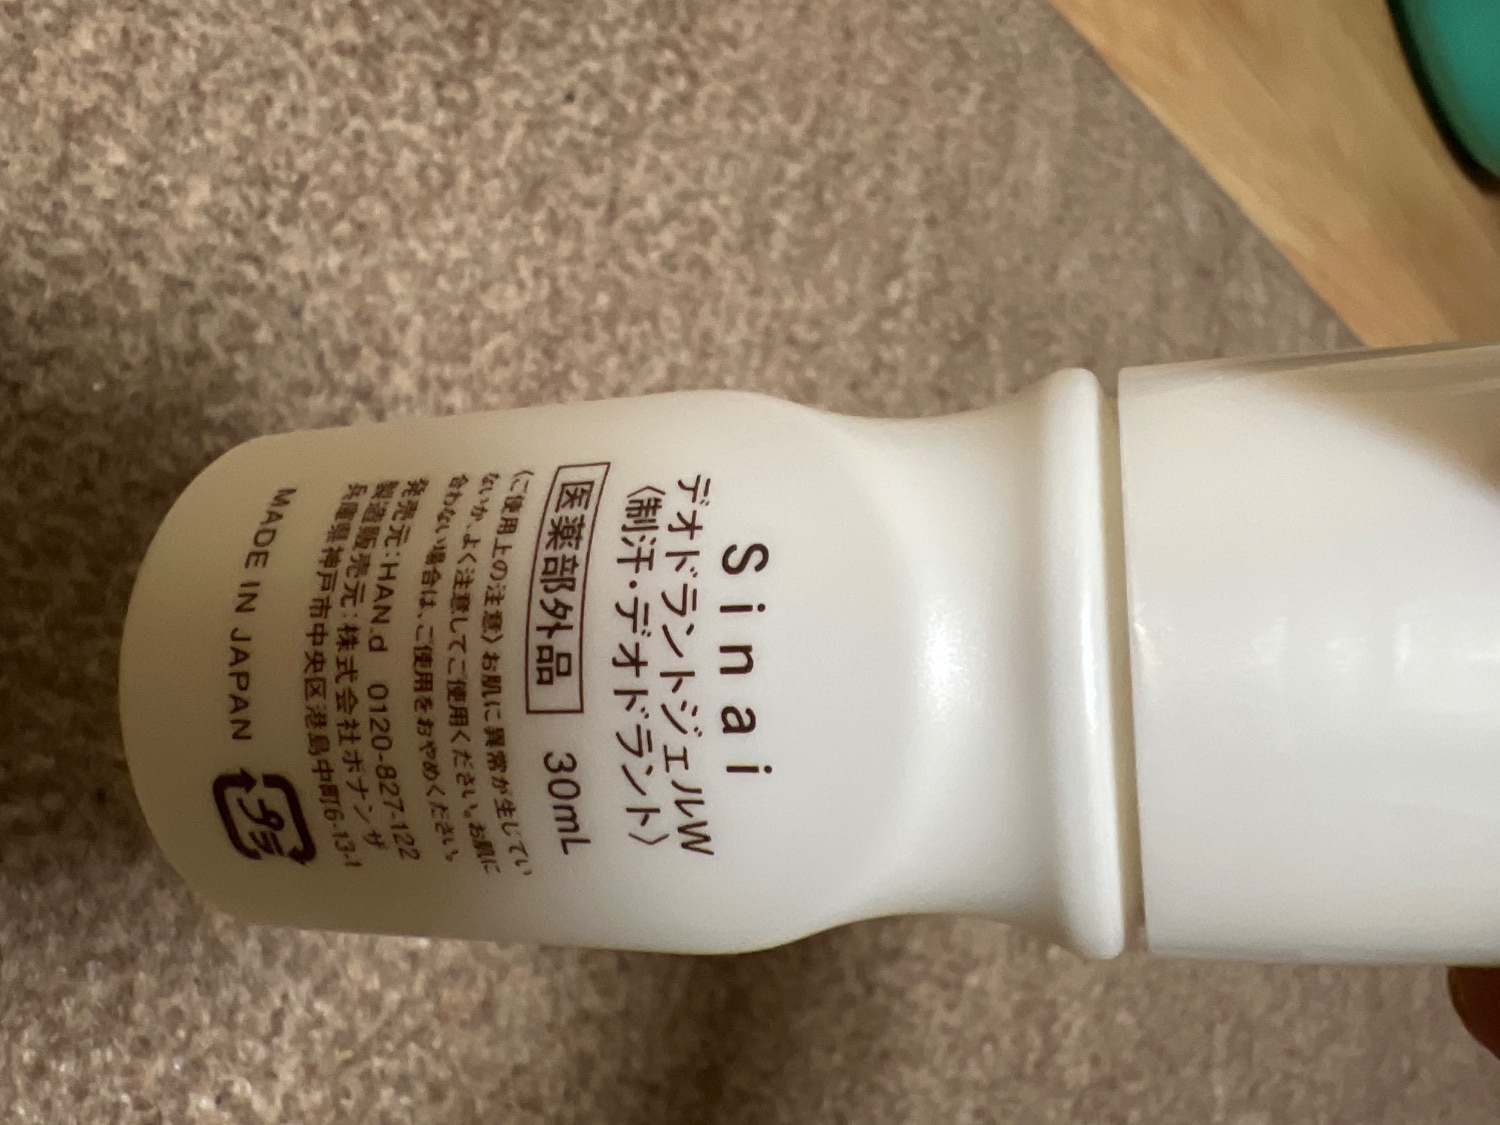 Sinai
デオドラントジェルW
〈制汗・デオドラント〉
医薬部外品 30mL
〈ご使用上の注意〉お肌に異常が生じてい
ないか、よく注意してご使用ください。お肌に
合わない場合は、ご使用をおやめください。
発売元：HAN.d 0120-827-122
製造販売元：株式会社ボナンザ
兵庫県神戸市中央区港島中町6-13-1
MADE IN JAPAN プラ